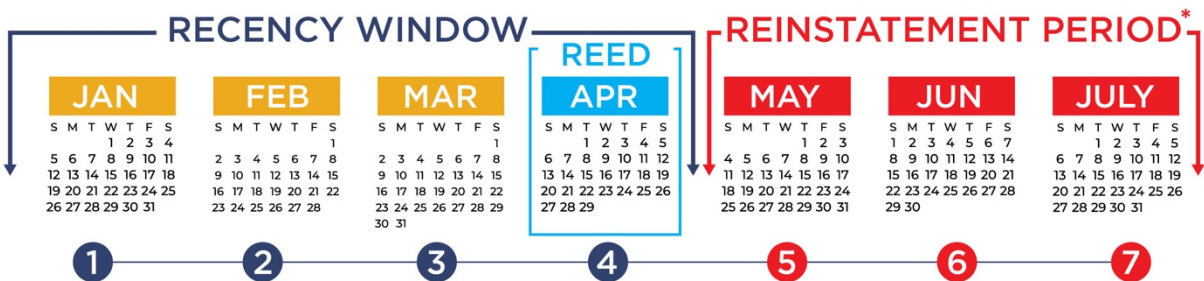 RECENCY WINDOW
REINSTATEMENT PERIOD*
REED
JAN
S M T W T F S
1 2 3 4
5 6 7 8 9 10 11
12 13 14 15 16 17 18
19 20 21 22 23 24 25
26 27 28 29 30 31
FEB
S M T W T F S
1
2 3 4 5 6 7 8
9 10 11 12 13 14 15
16 17 18 19 20 21 22
23 24 25 26 27 28
MAR
S M T W T F S
1
2 3 4 5 6 7 8
9 10 11 12 13 14 15
16 17 18 19 20 21 22
23 24 25 26 27 28 29
30 31
APR
S M T W T F S
1 2 3 4 5
6 7 8 9 10 11 12
13 14 15 16 17 18 19
20 21 22 23 24 25 26
27 28 29
MAY
S M T W T F S
1 2 3
4 5 6 7 8 9 10
11 12 13 14 15 16 17
18 19 20 21 22 23 24
25 26 27 28 29 30 31
JUN
S M T W T F S
1 2 3 4 5 6 7
8 9 10 11 12 13 14
15 16 17 18 19 20 21
22 23 24 25 26 27 28
29 30
JULY
S M T W T F S
1 2 3 4 5
6 7 8 9 10 11 12
13 14 15 16 17 18 19
20 21 22 23 24 25 26
27 28 29 30 31
1 2 3 4 5 6 7